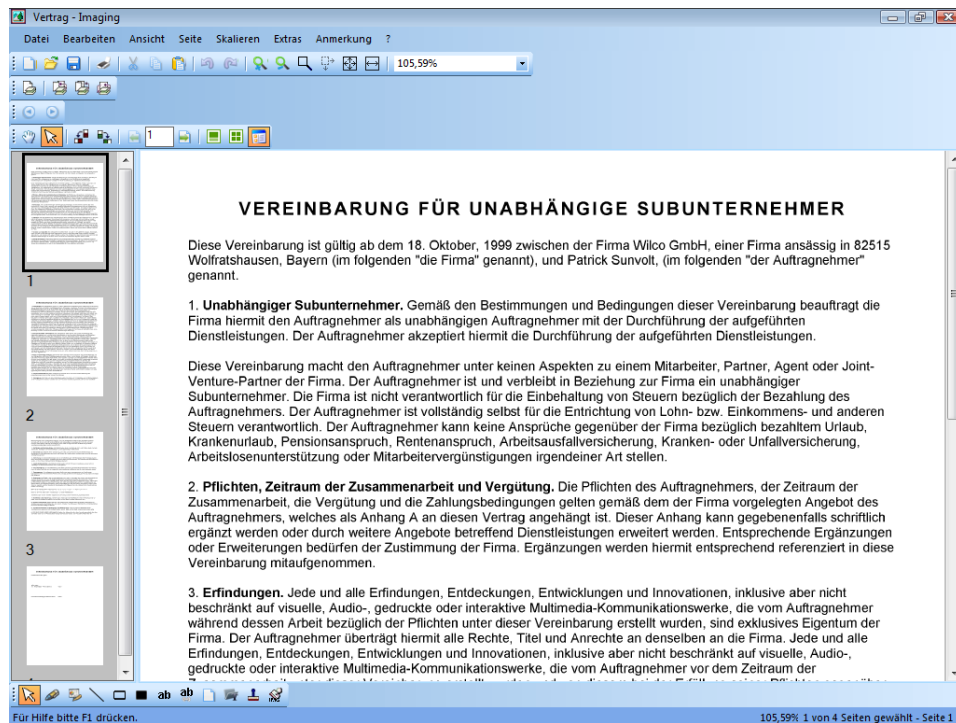 Vertrag - Imaging
Datei Bearbeiten Ansicht Seite Skalieren Extras Anmerkung ?
105,59%
1
VEREINBARUNG FÜR UNABHÄNGIGE SUBUNTERNEHMER
Diese Vereinbarung ist gültig ab dem 18. Oktober, 1999 zwischen der Firma Wilco GmbH, einer Firma ansässig in 82515
Wolfratshausen, Bayern (im folgenden "die Firma" genannt), und Patrick Sunvolt, (im folgenden "der Auftragnehmer"
genannt.
1. Unabhängiger Subunternehmer. Gemäß den Bestimmungen und Bedingungen dieser Vereinbarung beauftragt die
Firma hiermit den Auftragnehmer als unabhängigen Auftragnehmer mit der Durchführung der aufgeführten
Dienstleistungen. Der Auftragnehmer akzeptiert hiermit die Durchführung der aufgeführten Dienstleistungen.
Diese Vereinbarung macht den Auftragnehmer unter keinen Aspekten zu einem Mitarbeiter, Partner, Agent oder Joint-
Venture-Partner der Firma. Der Auftragnehmer ist und verbleibt in Beziehung zur Firma ein unabhängiger
Subunternehmer. Die Firma ist nicht verantwortlich für die Einbehaltung von Steuern bezüglich der Bezahlung des
Auftragnehmers. Der Auftragnehmer ist vollständig selbst für die Entrichtung von Lohn- bzw. Einkommens- und anderen
Steuern verantwortlich. Der Auftragnehmer kann keine Ansprüche gegenüber der Firma bezüglich bezahltem Urlaub,
Krankenurlaub, Pensionsanspruch, Rentenanspruch, Arbeitsausfallversicherung, Kranken- oder Unfallversicherung,
Arbeitslosenunterstützung oder Mitarbeitervergünstigungen irgendeiner Art stellen.
2. Pflichten, Zeitraum der Zusammenarbeit und Vergütung. Die Pflichten des Auftragnehmers, der Zeitraum der
Zusammenarbeit, die Vergütung und die Zahlungsbedingungen gelten gemäß dem der Firma vorgelegten Angebot des
Auftragnehmers, welches als Anhang A an diesen Vertrag angehängt ist. Dieser Anhang kann gegebenenfalls schriftlich
ergänzt werden oder durch weitere Angebote betreffend Dienstleistungen erweitert werden. Entsprechende Ergänzungen
oder Erweiterungen bedürfen der Zustimmung der Firma. Ergänzungen werden hiermit entsprechend referenziert in diese
Vereinbarung mitaufgenommen.
3. Erfindungen. Jede und alle Erfindungen, Entdeckungen, Entwicklungen und Innovationen, inklusive aber nicht
beschränkt auf visuelle, Audio-, gedruckte oder interaktive Multimedia-Kommunikationswerke, die vom Auftragnehmer
während dessen Arbeit bezüglich der Pflichten unter dieser Vereinbarung erstellt wurden, sind exklusives Eigentum der
Firma. Der Auftragnehmer überträgt hiermit alle Rechte, Titel und Anrechte an denselben an die Firma. Jede und alle
Erfindungen, Entdeckungen, Entwicklungen und Innovationen, inklusive aber nicht beschränkt auf visuelle, Audio-,
gedruckte oder interaktive Multimedia-Kommunikationswerke, die vom Auftragnehmer vor dem Zeitraum der
1
2
3
ab ab
Für Hilfe bitte F1 drücken.
105,59% 1 von 4 Seiten gewählt - Seite 1